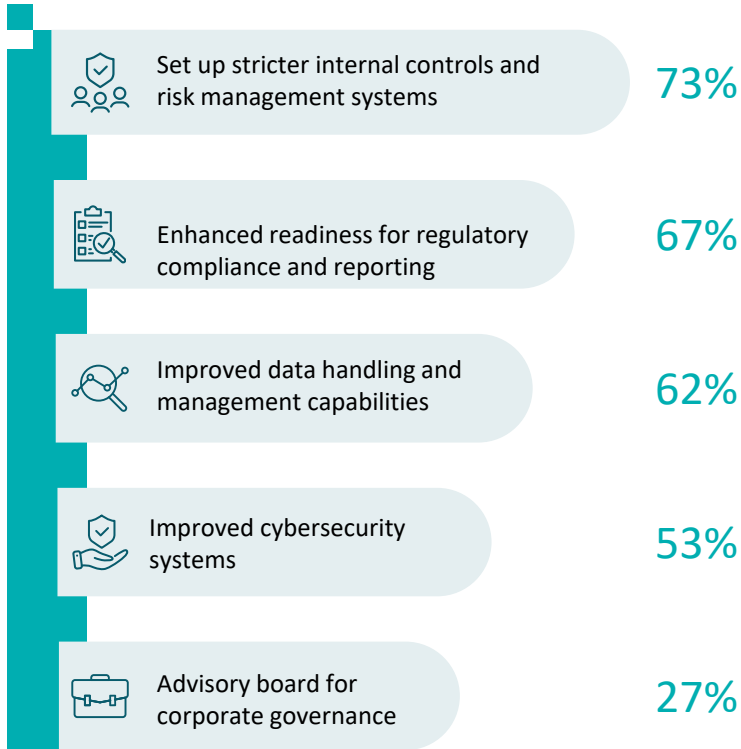 Set up stricter internal controls and
risk management systems
73%
Enhanced readiness for regulatory
compliance and reporting
67%
Improved data handling and
management capabilities
62%
Improved cybersecurity
systems
53%
Advisory board for
corporate governance
27%